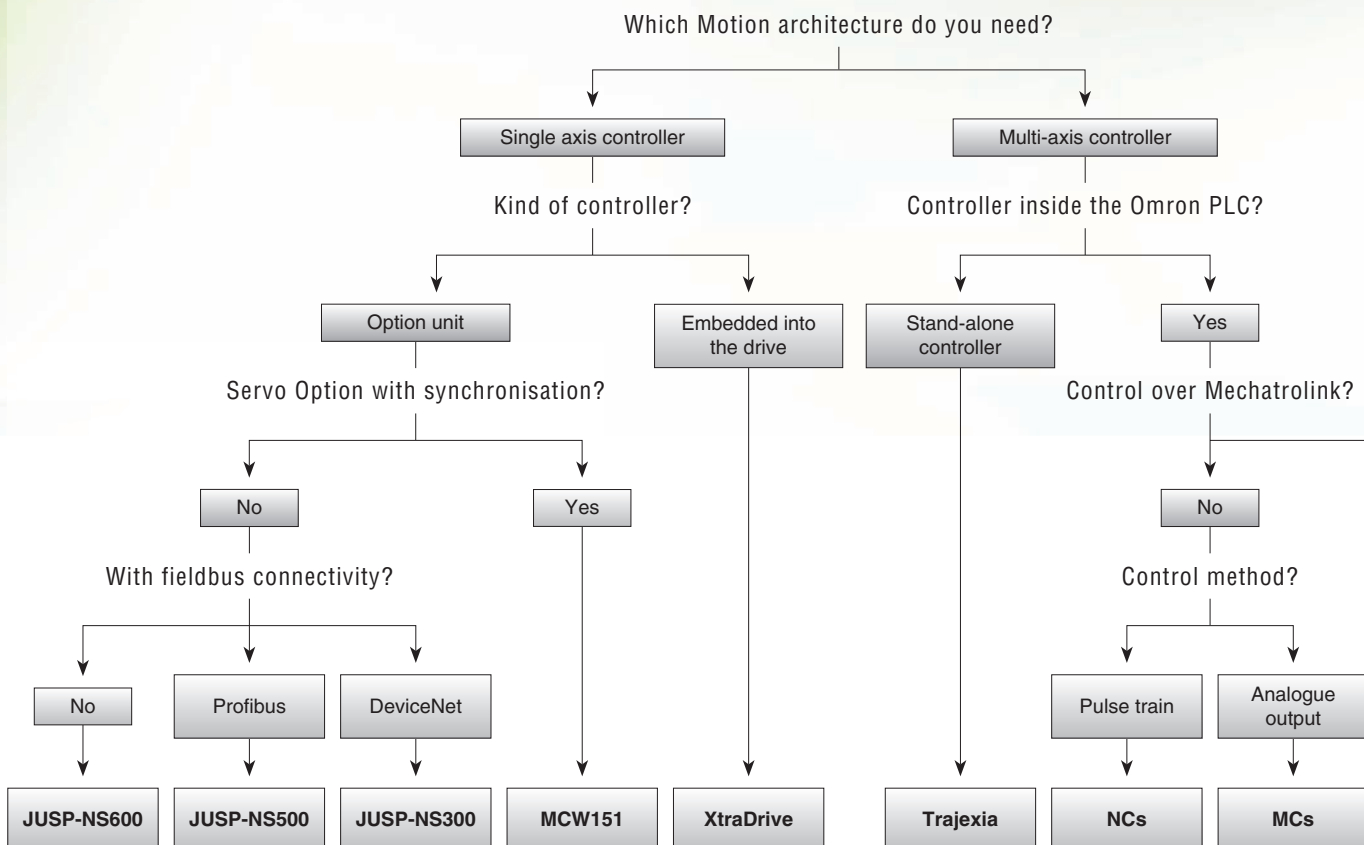 Which Motion architecture do you need?
Single axis controller
Multi-axis controller
Kind of controller?
Controller inside the Omron PLC?
Option unit
Embedded into
the drive
Stand-alone
controller
Yes
Servo Option with synchronisation?
Control over Mechatrolink?
No
Yes
No
With fieldbus connectivity?
Control method?
No
Profibus
DeviceNet
Pulse train
Analogue
output
JUSP-NS600
JUSP-NS500
JUSP-NS300
MCW151
XtraDrive
Trajexia
NCs
MCs